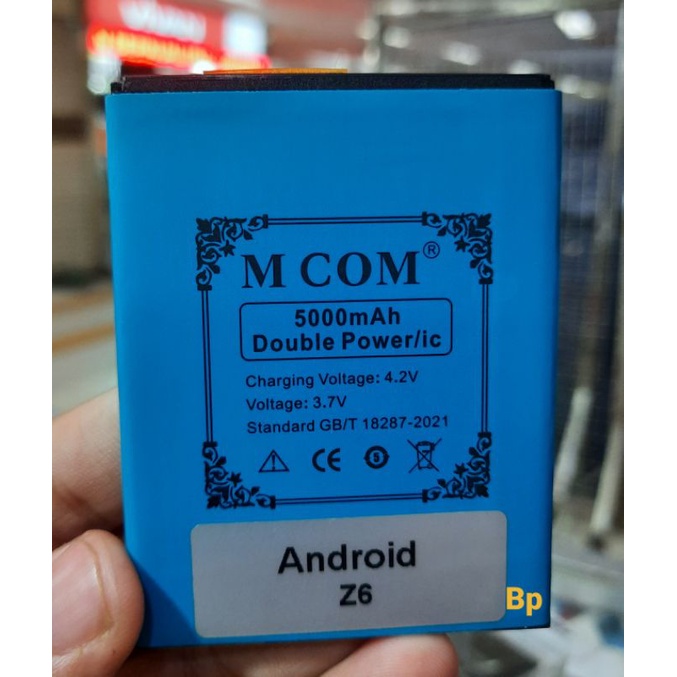 M COM®
5000mAh
Double Power/ic
Charging Voltage: 4.2V
Voltage: 3.7V
Standard GB/T 18287-2021
CE
Android
Z6
Bp